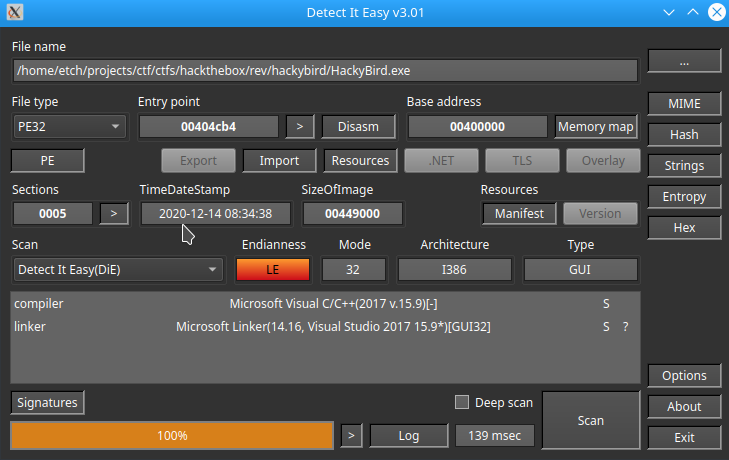 Detect It Easy v3.01
File name
/home/etch/projects/ctf/ctfs/hackthebox/rev/hackybird/HackyBird.exe
...
File type Entry point Base address
PE32 00404cb4 > Disasm 00400000 Memory map MIME
PE Export Import Resources .NET TLS Overlay Hash
Sections TimeDateStamp SizeOfImage Resources Strings
0005 > 2020-12-14 08:34:38 00449000 Manifest Version Entropy
Hex
Scan Endianness Mode Architecture Type
Detect It Easy(DiE) LE 32 I386 GUI
compiler Microsoft Visual C/C++(2017 v.15.9)[-] S
linker Microsoft Linker(14.16, Visual Studio 2017 15.9*)[GUI32] S ?
Options
Signatures Deep scan Scan About
100% > Log 139 msec Exit